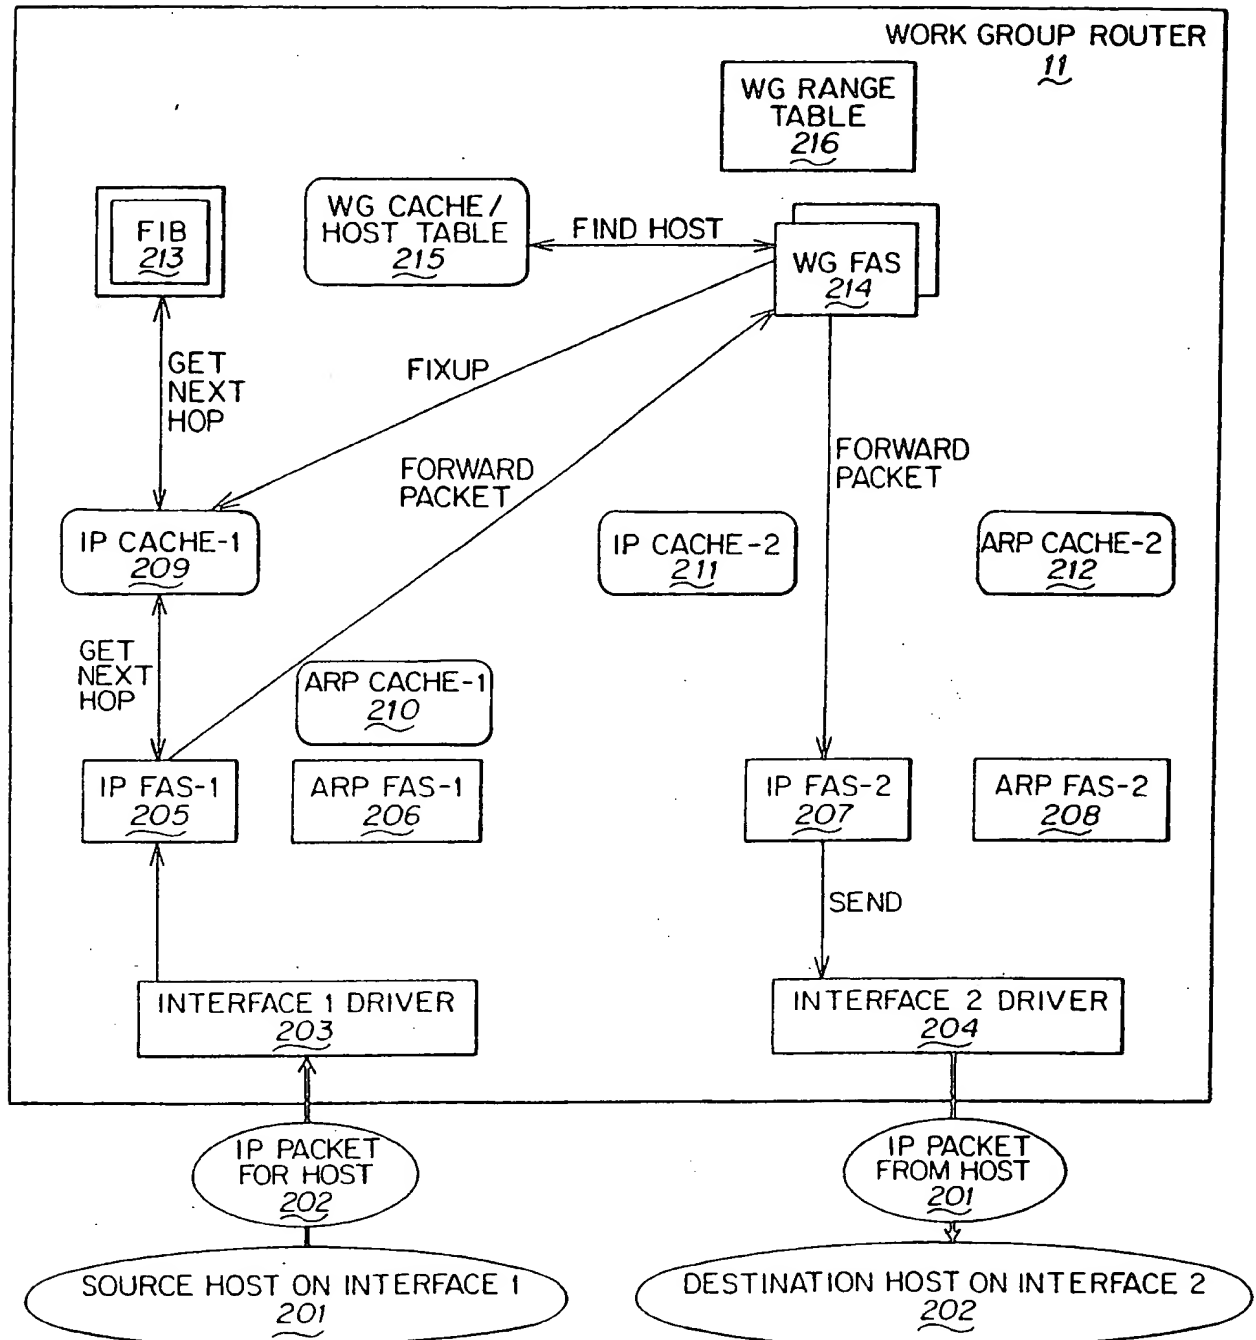 WORK GROUP ROUTER
11
WG RANGE
TABLE
216
FIB
213
WG CACHE/
HOST TABLE
215
FIND HOST
WG FAS
214
GET
NEXT
HOP
FIXUP
FORWARD
PACKET
FORWARD
PACKET
IP CACHE-1
209
IP CACHE-2
211
ARP CACHE-2
212
GET
NEXT
HOP
ARP CACHE-1
210
IP FAS-1
205
ARP FAS-1
206
IP FAS-2
207
ARP FAS-2
208
SEND
INTERFACE 1 DRIVER
203
INTERFACE 2 DRIVER
204
IP PACKET
FOR HOST
202
IP PACKET
FROM HOST
201
SOURCE HOST ON INTERFACE 1
201
DESTINATION HOST ON INTERFACE 2
202